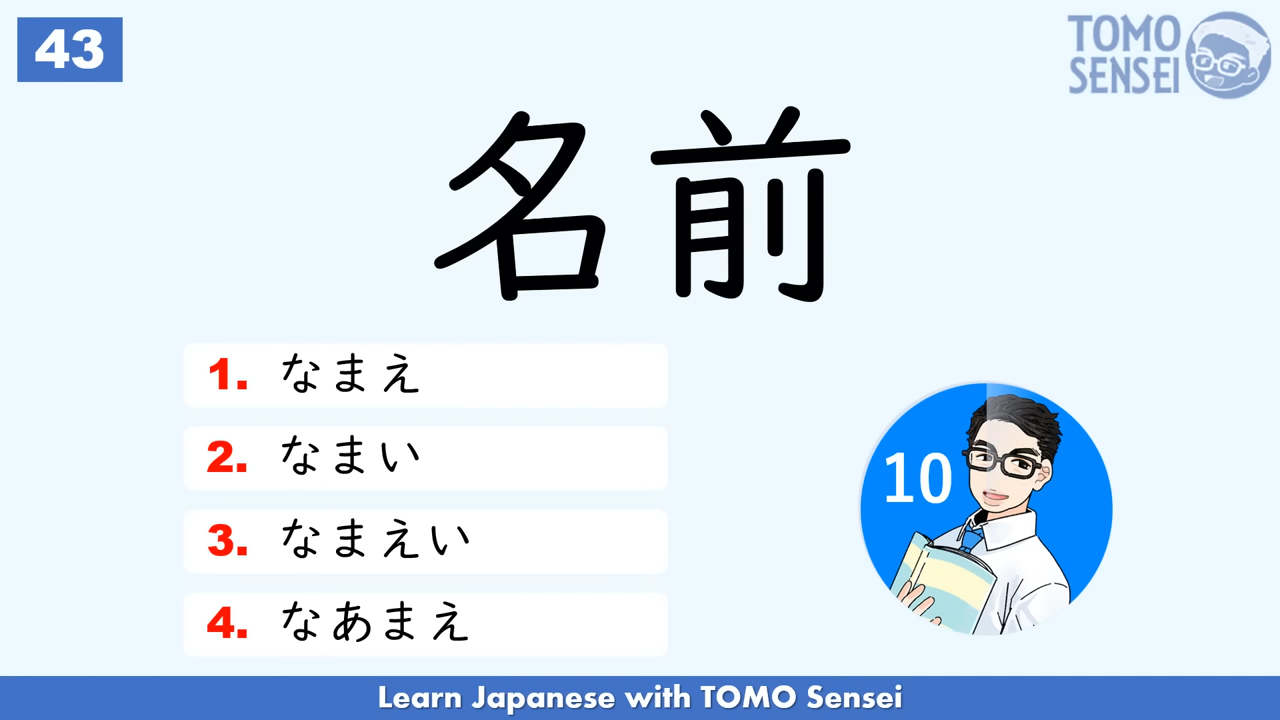 43
TOMO
SENSEI
名前
1. なまえ
2. なまい
3. なまえい
4. なあまえ
10
Learn Japanese with TOMO Sensei